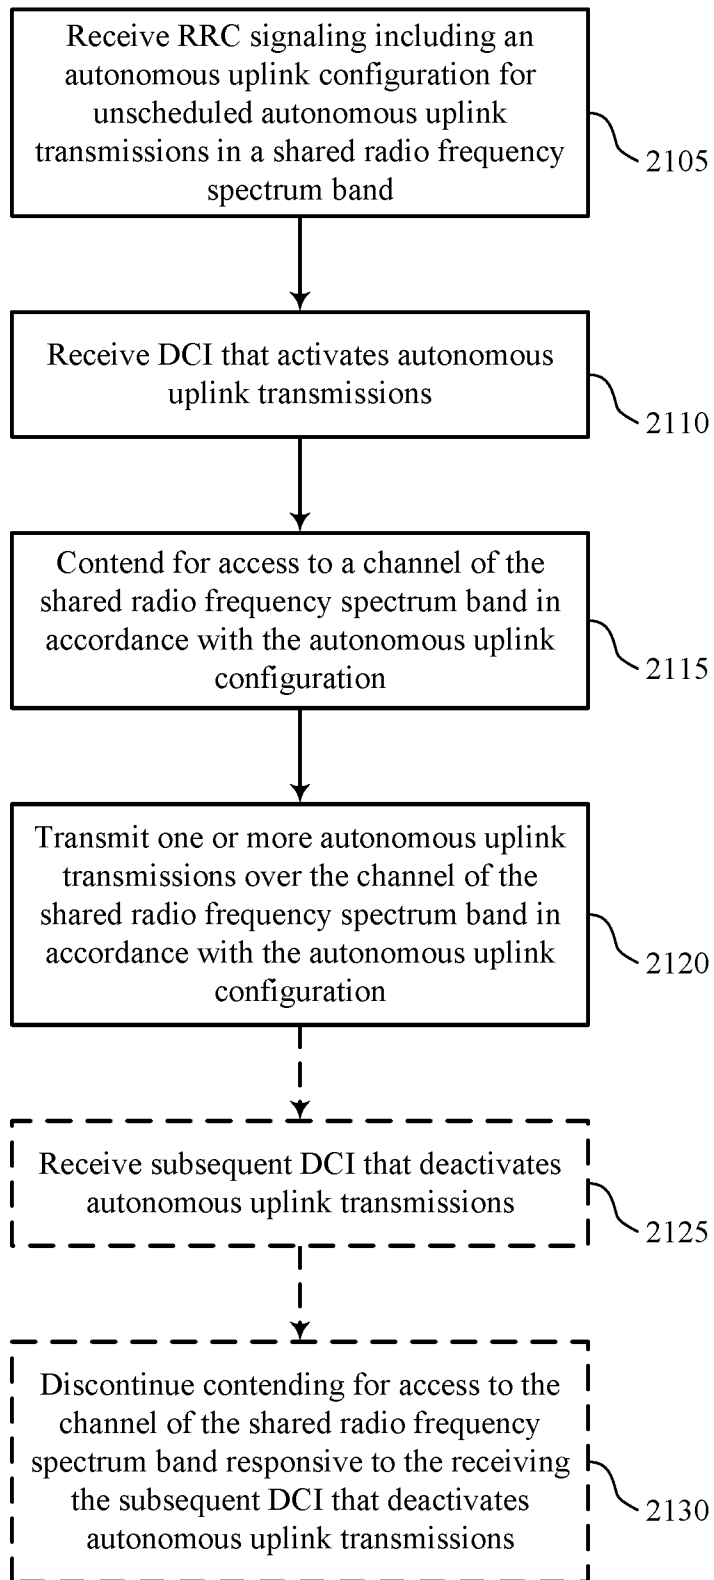 Receive RRC signaling including an
autonomous uplink configuration for
unscheduled autonomous uplink
transmissions in a shared radio frequency
spectrum band
2105
Receive DCI that activates autonomous
uplink transmissions
2110
Contend for access to a channel of the
shared radio frequency spectrum band in
accordance with the autonomous uplink
configuration
2115
Transmit one or more autonomous uplink
transmissions over the channel of the
shared radio frequency spectrum band in
accordance with the autonomous uplink
configuration
2120
Receive subsequent DCI that deactivates
autonomous uplink transmissions
2125
Discontinue contending for access to the
channel of the shared radio frequency
spectrum band responsive to the receiving
the subsequent DCI that deactivates
autonomous uplink transmissions
2130